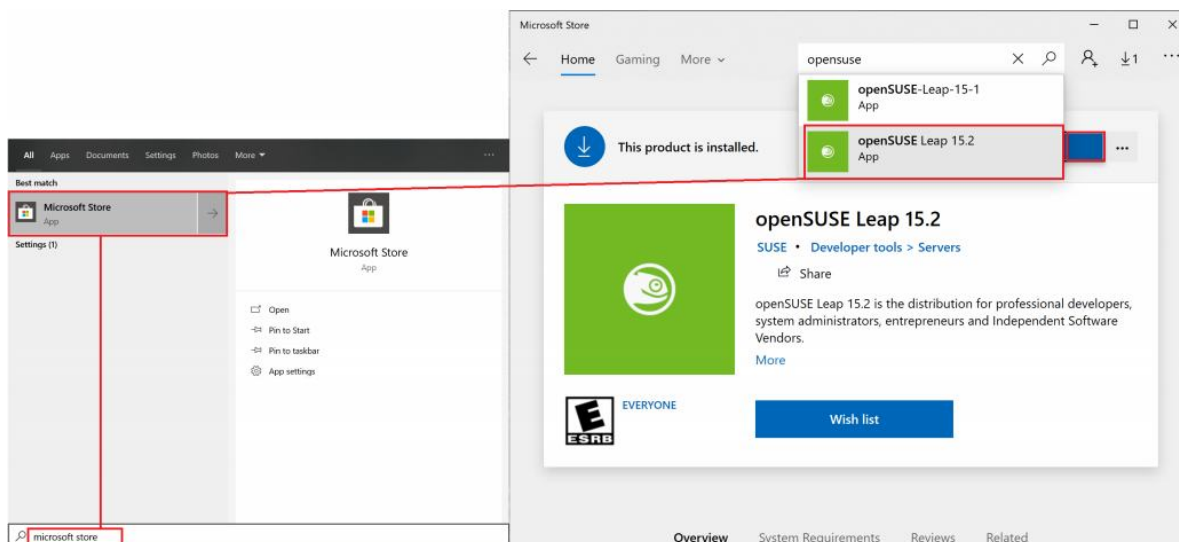 All Apps Documents Settings Photos More
Best match
Microsoft Store
App
Settings (1)
Microsoft Store
App
Open
Pin to Start
Pin to taskbar
App settings
microsoft store
Microsoft Store
Home Gaming More
opensuse
1
openSUSE-Leap-15-1
App
openSUSE Leap 15.2
App
This product is installed.
openSUSE Leap 15.2
SUSE • Developer tools > Servers
Share
openSUSE Leap 15.2 is the distribution for professional developers,
system administrators, entrepreneurs and Independent Software
Vendors.
More
E
ESRB
EVERYONE
Wish list
Overview System Requirements Reviews Related